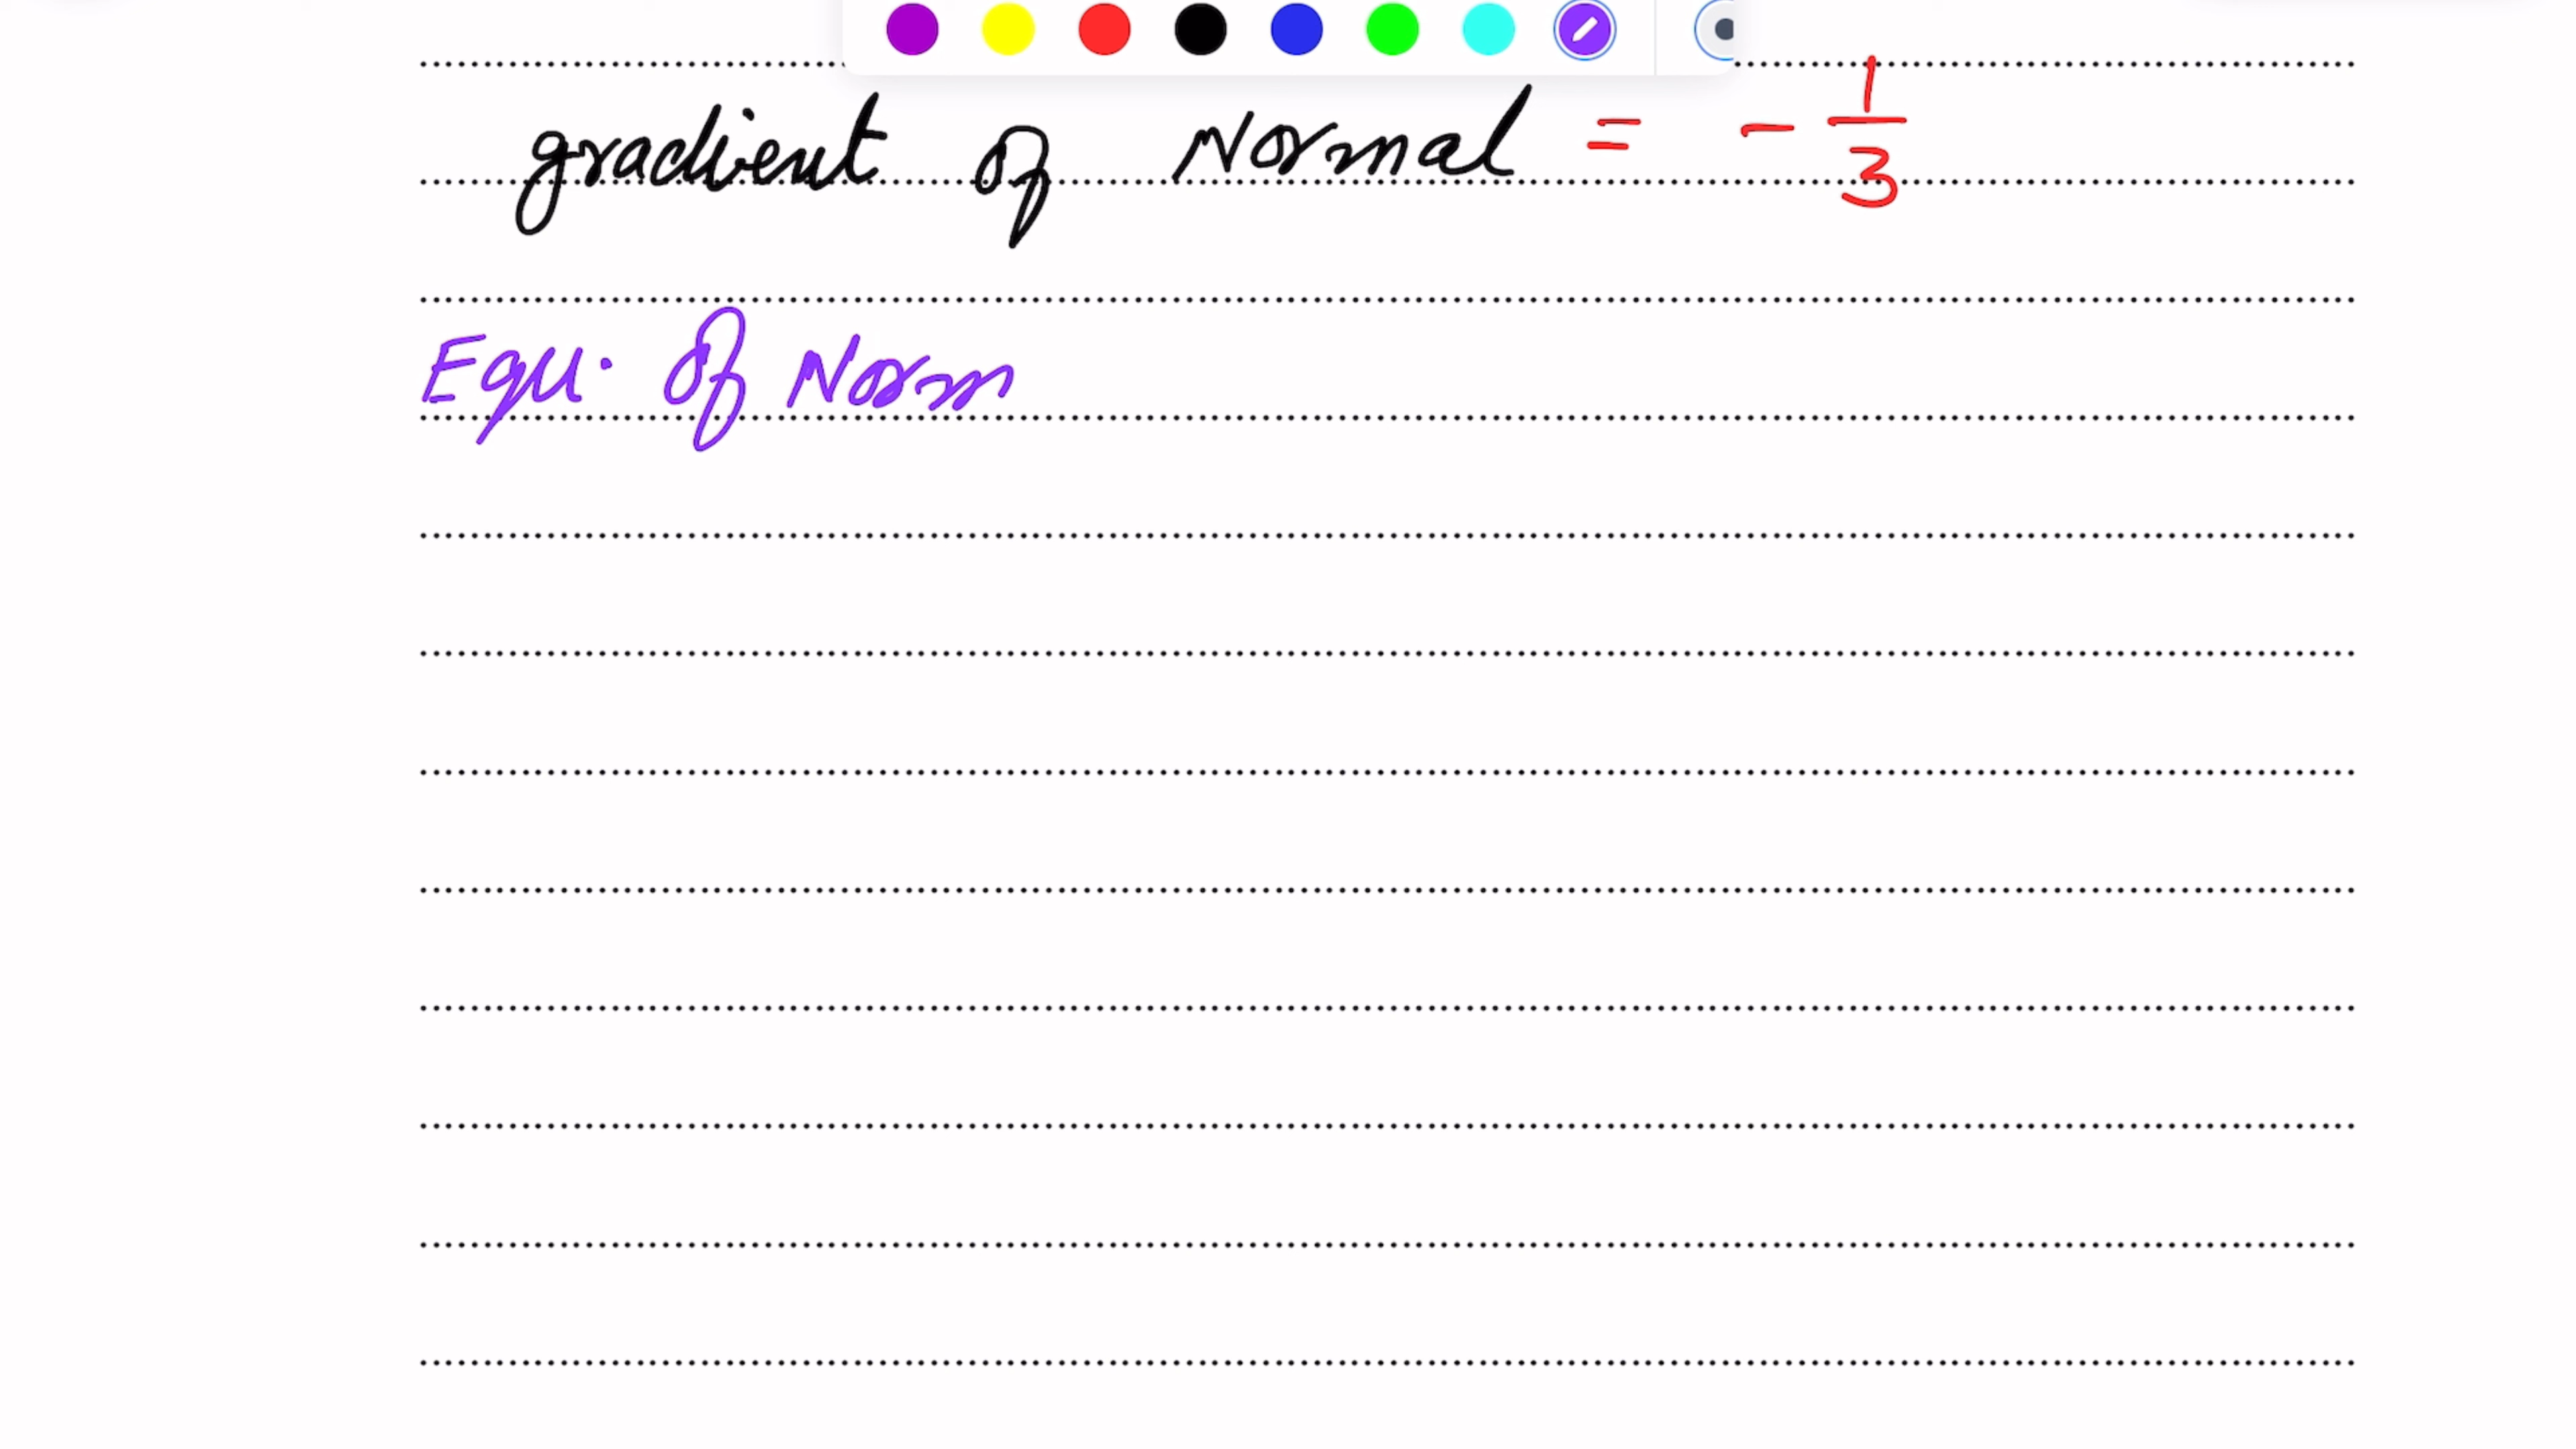 gradient of Normal = - 1/3
Equ. Of Norm